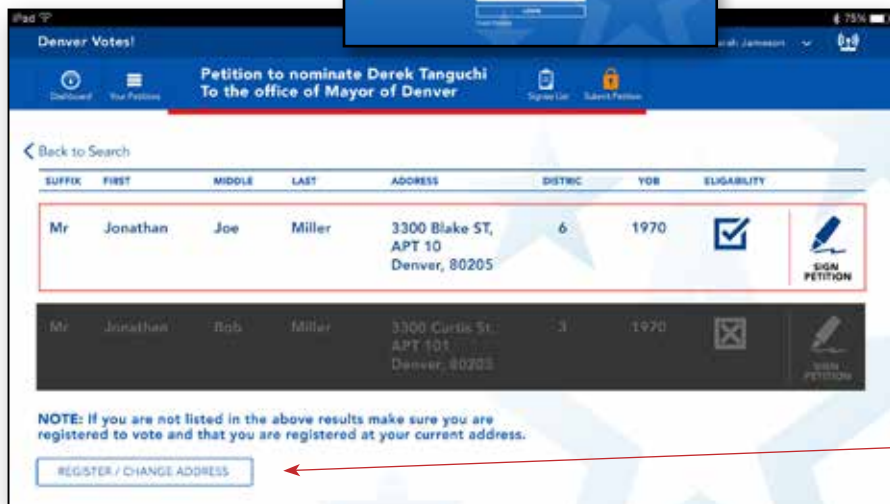 iPad
75%
LOGIN
Denver Votes!
Sarah Jameson
Dashboard
Your Petitions
Petition to nominate Derek Tanguchi
To the office of Mayor of Denver
Signee List
Submit Petition
Back to Search
SUFFIX FIRST MIDDLE LAST ADDRESS DISTRIC YOB ELIGABILITY
Mr Jonathan Joe Miller 3300 Blake ST, 6 1970
APT 10
Denver, 80205
SIGN
PETITION
Mr Jonathan Bob Miller 3300 Curtis St, 3 1970
APT 101
Denver, 80205
SIGN
PETITION
NOTE: If you are not listed in the above results make sure you are
registered to vote and that you are registered at your current address.
REGISTER / CHANGE ADDRESS